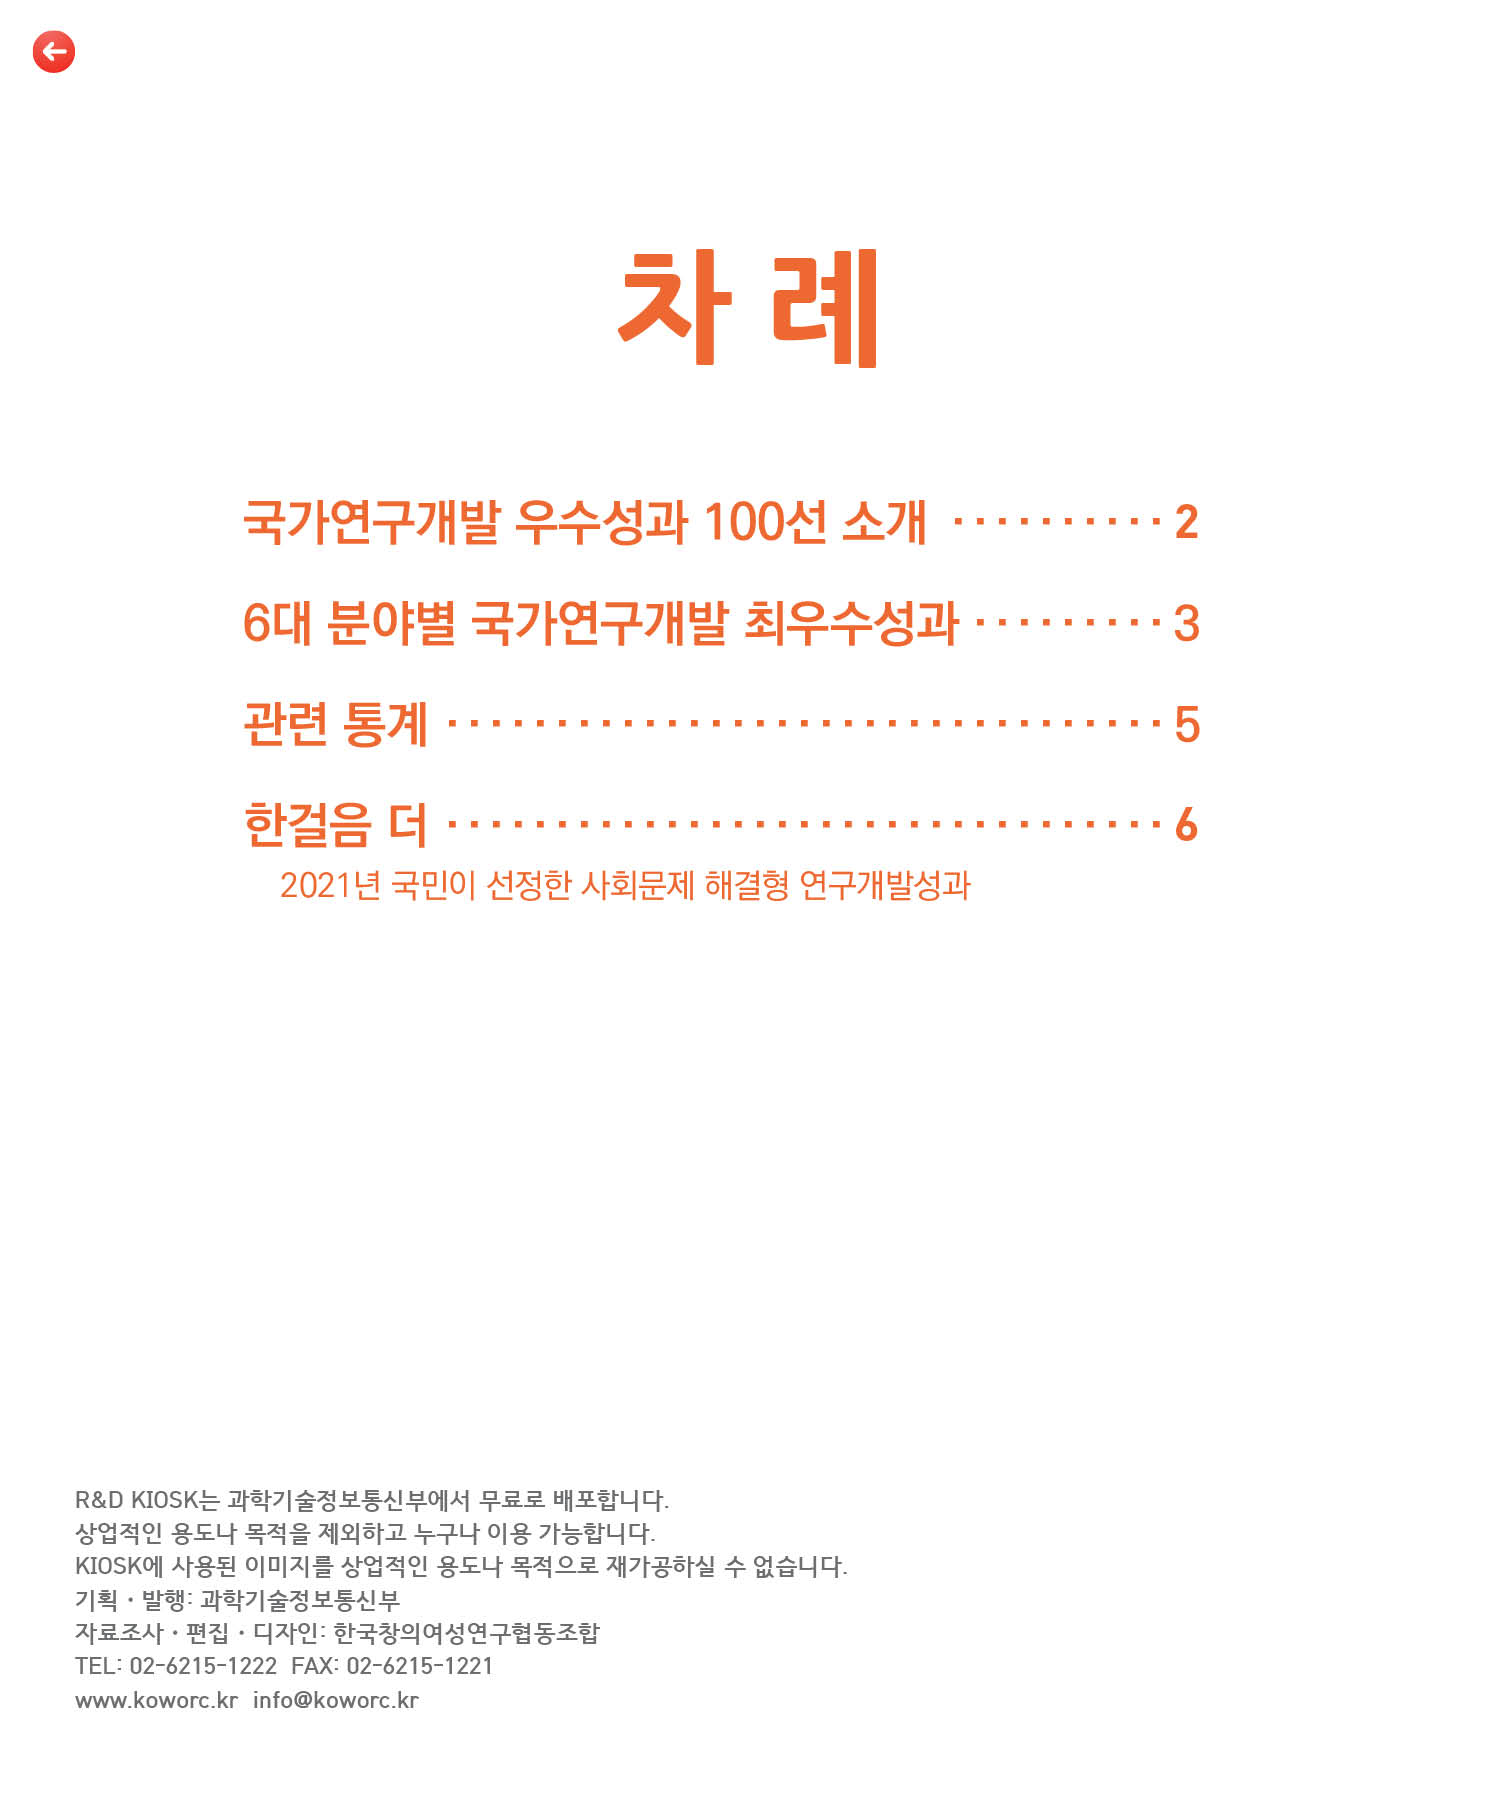 차 례
국가연구개발 우수성과 100선 소개 ·········· 2
6대 분야별 국가연구개발 최우수성과 ········· 3
관련 통계 ································· 5
한걸음 더 ································· 6
2021년 국민이 선정한 사회문제 해결형 연구개발성과
R&D KIOSK는 과학기술정보통신부에서 무료로 배포합니다.
상업적인 용도나 목적을 제외하고 누구나 이용 가능합니다.
KIOSK에 사용된 이미지를 상업적인 용도나 목적으로 재가공하실 수 없습니다.
기획·발행: 과학기술정보통신부
자료조사·편집·디자인: 한국창의여성연구협동조합
TEL: 02-6215-1222 FAX: 02-6215-1221
www.koworc.kr info@koworc.kr